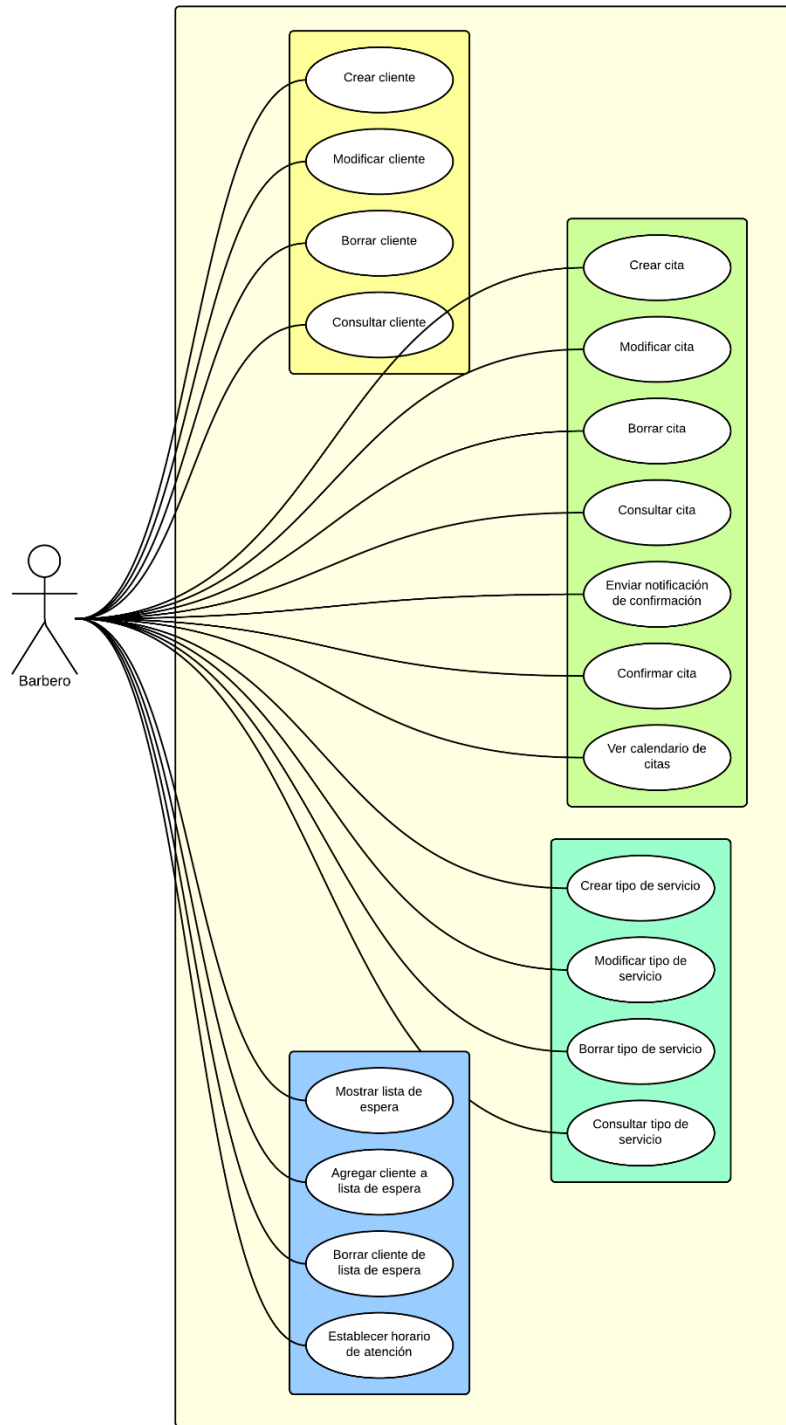 Crear cliente
Modificar cliente
Borrar cliente
Consultar cliente
Crear cita
Modificar cita
Borrar cita
Consultar cita
Enviar notificación
de confirmación
Confirmar cita
Ver calendario de
citas
Barbero
Crear tipo de servicio
Modificar tipo de
servicio
Borrar tipo de servicio
Consultar tipo de
servicio
Mostrar lista de
espera
Agregar cliente a
lista de espera
Borrar cliente de
lista de espera
Establecer horario
de atención